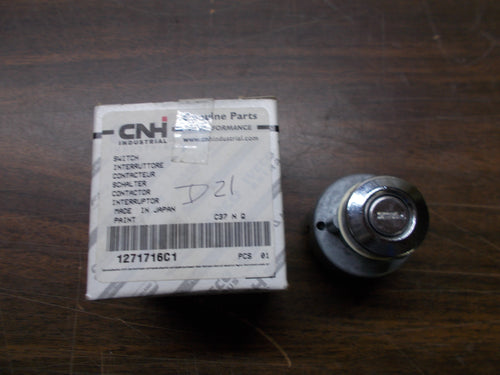 CNH
INDUSTRIAL
Genuine Parts
PERFORMANCE
www.cnhindustrial.com
SWITCH
INTERRUTTORE
CONTACTEUR
SCHALTER
CONTACTOR
INTERRUPTOR
MADE IN JAPAN
PAINT C37 N Q
D21
1271716C1 PCS 01